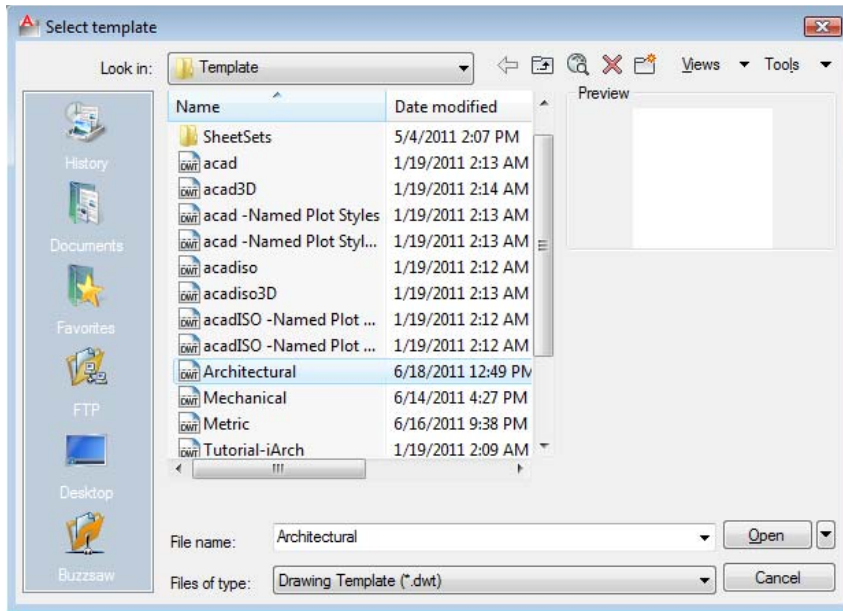 Select template
Look in: Template Views Tools
Name Date modified Preview
SheetSets 5/4/2011 2:07 PM
acad 1/19/2011 2:13 AM
acad3D 1/19/2011 2:14 AM
acad -Named Plot Styles 1/19/2011 2:13 AM
acad -Named Plot Styl... 1/19/2011 2:13 AM
acadiso 1/19/2011 2:12 AM
acadiso3D 1/19/2011 2:13 AM
acadISO -Named Plot ... 1/19/2011 2:12 AM
acadISO -Named Plot ... 1/19/2011 2:12 AM
Architectural 6/18/2011 12:49 PM
Mechanical 6/14/2011 4:27 PM
Metric 6/16/2011 9:38 PM
Tutorial-iArch 1/19/2011 2:09 AM
History
Documents
Favorites
FTP
Desktop
Buzzsaw
File name: Architectural Open
Files of type: Drawing Template (*.dwt) Cancel